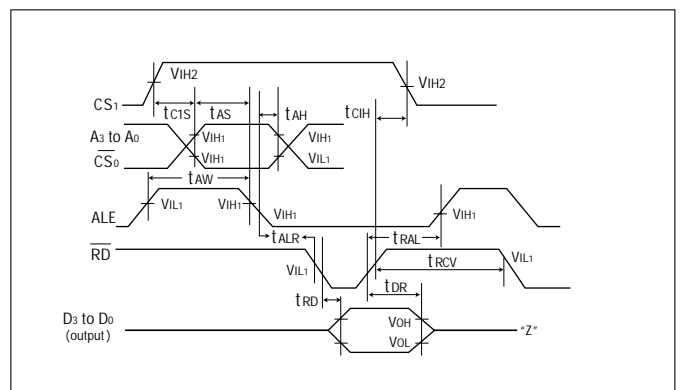 VIH2
VIH2
CS1
tC1S
tAS
tAH
tCIH
A3 to A0
VIH1
VIH1
CS0
VIH1
VIL1
tAW
ALE
VIL1
VIH1
VIH1
VIH1
tALR
tRAL
RD
VIL1
tRCV
VIL1
tRD
tDR
D3 to D0
(output)
VOH
VOL
"Z"